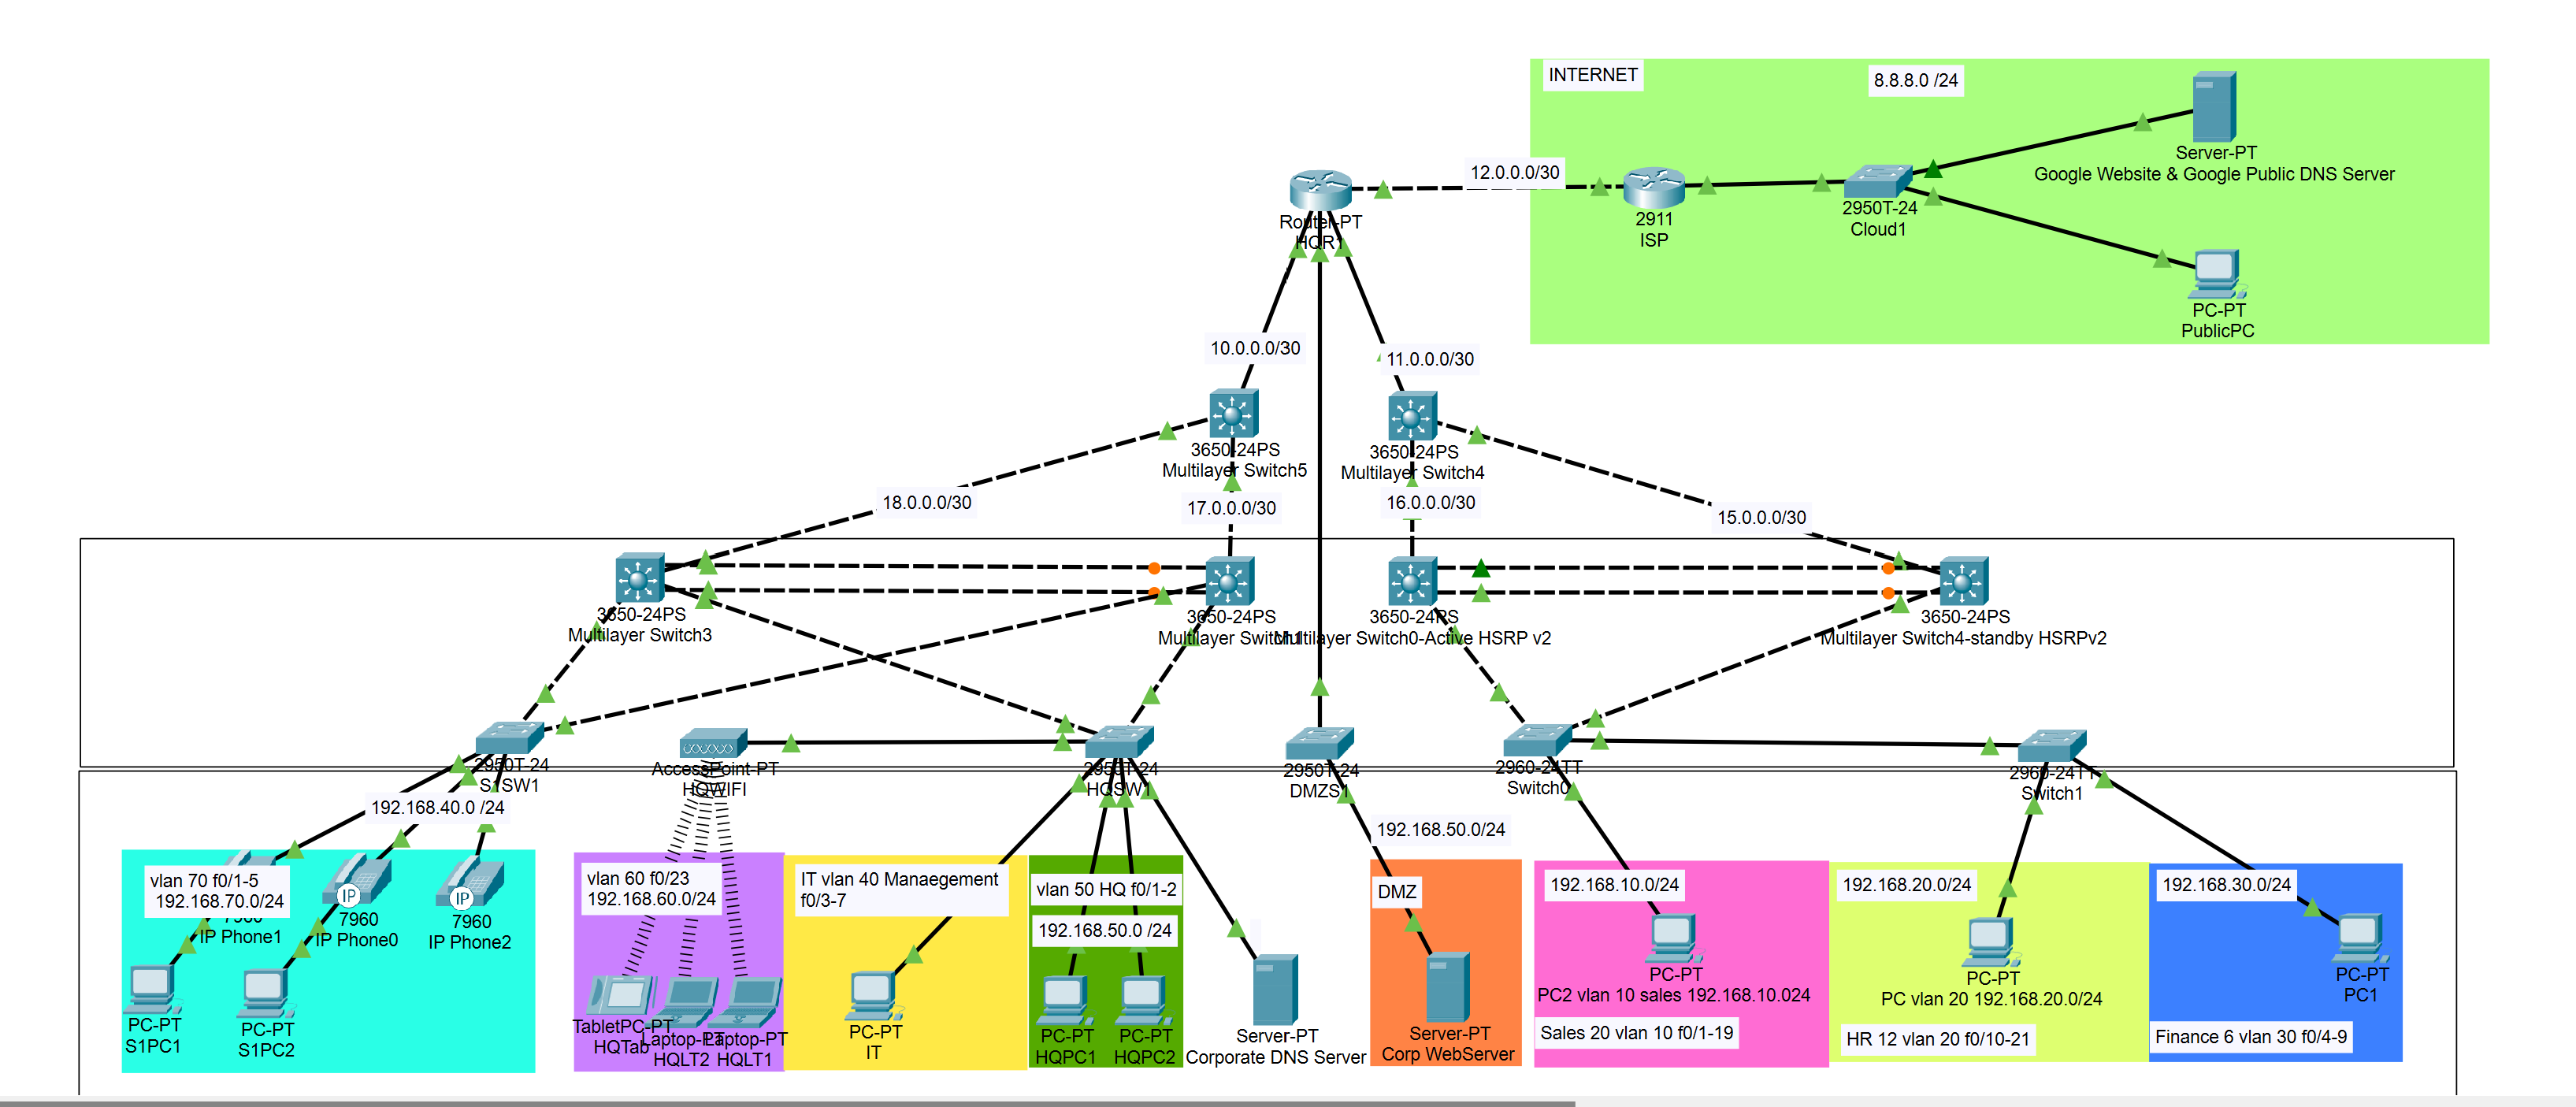 INTERNET
8.8.8.0 /24
Server-PT
Google Website & Google Public DNS Server
12.0.0.0/30
2911
ISP
2950T-24
Cloud1
Router-PT
HQR1
PC-PT
PublicPC
10.0.0.0/30
11.0.0.0/30
3650-24PS
Multilayer Switch5
3650-24PS
Multilayer Switch4
18.0.0.0/30
17.0.0.0/30
16.0.0.0/30
15.0.0.0/30
3650-24PS
Multilayer Switch3
3650-24PS
Multilayer Switch1
3650-24PS
Multilayer Switch0-Active HSRP v2
3650-24PS
Multilayer Switch4-standby HSRPv2
2950T-24
S1SW1
AccessPoint-PT
HQWIFI
2950T-24
HQSW1
2950T-24
DMZS1
2960-24TT
Switch0
2960-24TT
Switch1
192.168.40.0 /24
192.168.50.0/24
vlan 70 f0/1-5
192.168.70.0/24
7960
IP Phone1
IP
7960
IP Phone0
IP
7960
IP Phone2
PC-PT
S1PC1
PC-PT
S1PC2
vlan 60 f0/23
192.168.60.0/24
TabletPC-PT
HQTab
Laptop-PT
HQLT2
Laptop-PT
HQLT1
IT vlan 40 Manaegement
f0/3-7
PC-PT
IT
vlan 50 HQ f0/1-2
192.168.50.0 /24
PC-PT
HQPC1
PC-PT
HQPC2
Server-PT
Corporate DNS Server
DMZ
Server-PT
Corp WebServer
192.168.10.0/24
PC-PT
PC2 vlan 10 sales 192.168.10.024
Sales 20 vlan 10 f0/1-19
192.168.20.0/24
PC-PT
PC vlan 20 192.168.20.0/24
HR 12 vlan 20 f0/10-21
192.168.30.0/24
PC-PT
PC1
Finance 6 vlan 30 f0/4-9